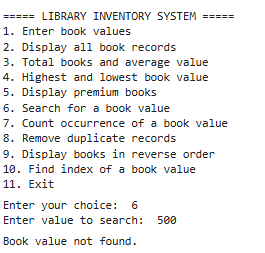 ===== LIBRARY INVENTORY SYSTEM =====
1. Enter book values
2. Display all book records
3. Total books and average value
4. Highest and lowest book value
5. Display premium books
6. Search for a book value
7. Count occurrence of a book value
8. Remove duplicate records
9. Display books in reverse order
10. Find index of a book value
11. Exit
Enter your choice:  6
Enter value to search:  500
Book value not found.